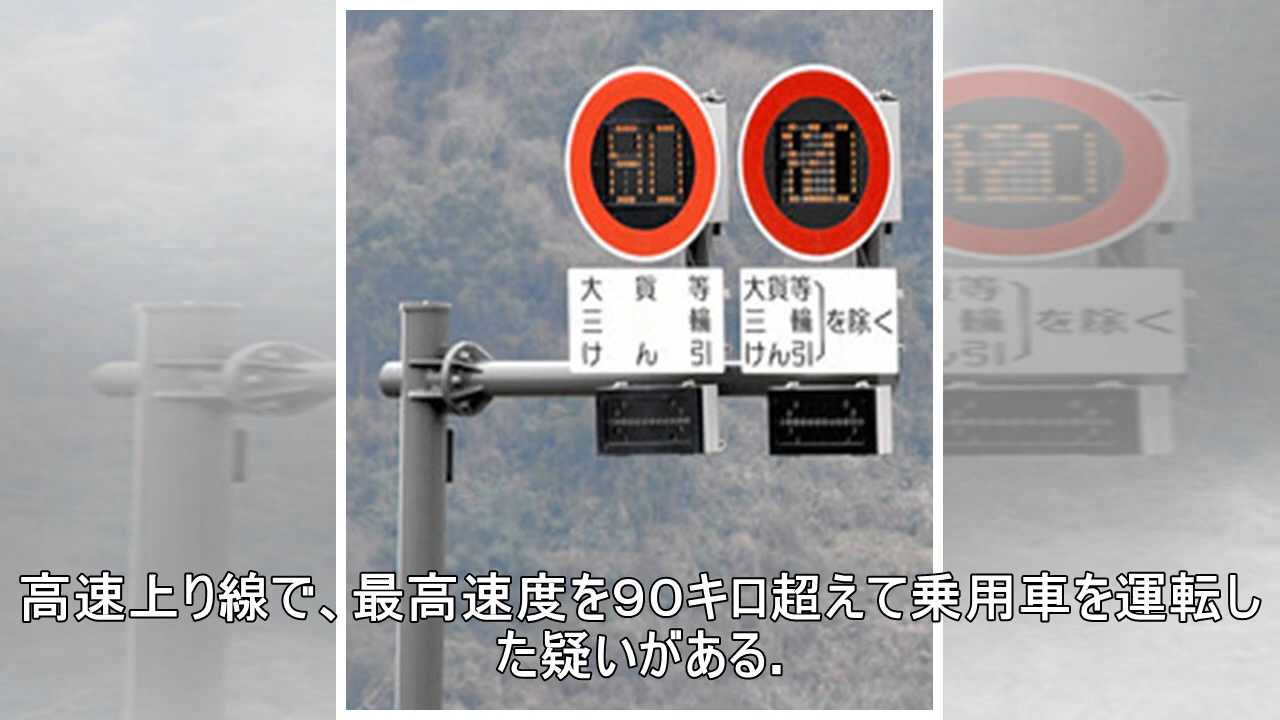 80
大貨等
三輪
けん引
大貨等
三輪
けん引
を除く
高速上り線で、最高速度を90キロ超えて乗用車を運転し
た疑いがある.